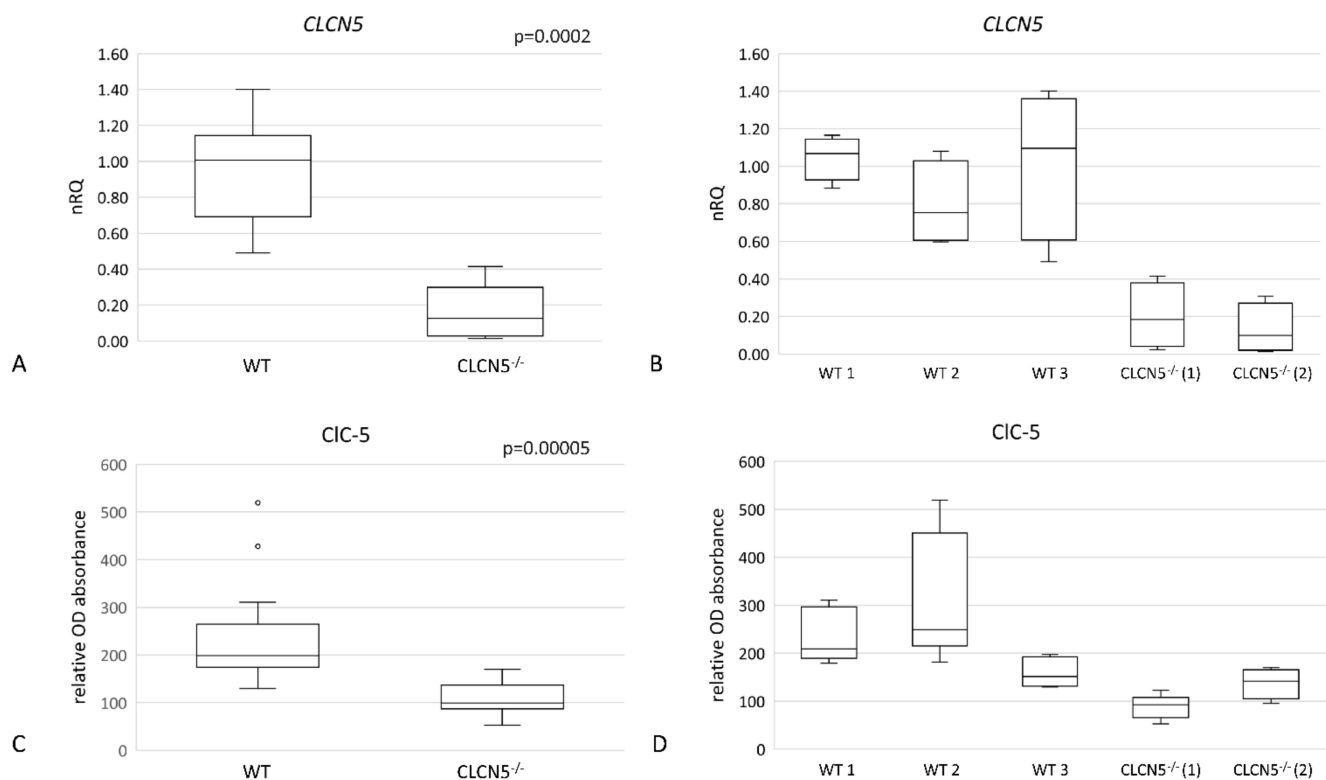 CLCN5
p=0.0002
1.60
1.40
1.20
1.00
0.80
0.60
0.40
0.20
0.00
nRQ
WT CLCN5-/-
A
CLCN5
1.60
1.40
1.20
1.00
0.80
0.60
0.40
0.20
0.00
nRQ
WT 1 WT 2 WT 3 CLCN5-/- (1) CLCN5-/- (2)
B
ClC-5
p=0.00005
600
500
400
300
200
100
0
relative OD absorbance
WT CLCN5-/-
C
ClC-5
600
500
400
300
200
100
0
relative OD absorbance
WT 1 WT 2 WT 3 CLCN5-/- (1) CLCN5-/- (2)
D